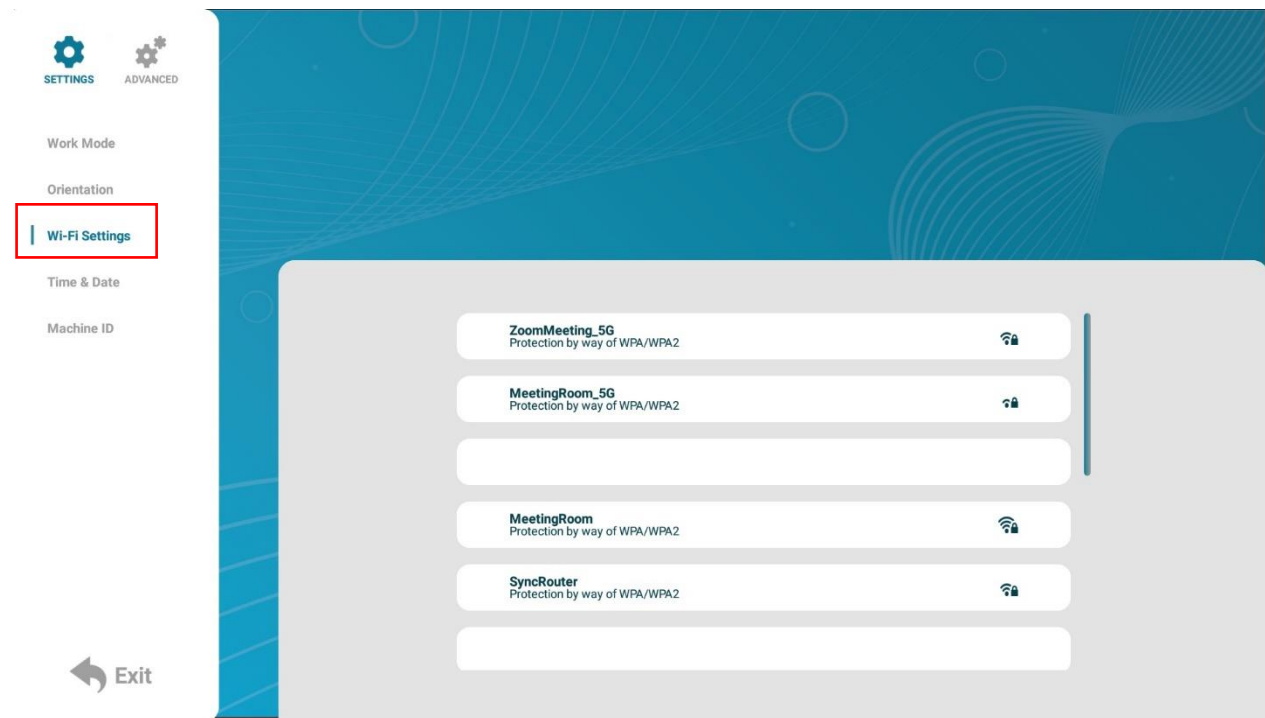 SETTINGS
ADVANCED
Work Mode
Orientation
Wi-Fi Settings
Time & Date
Machine ID
Exit
ZoomMeeting_5G
Protection by way of WPA/WPA2
MeetingRoom_5G
Protection by way of WPA/WPA2
MeetingRoom
Protection by way of WPA/WPA2
SyncRouter
Protection by way of WPA/WPA2